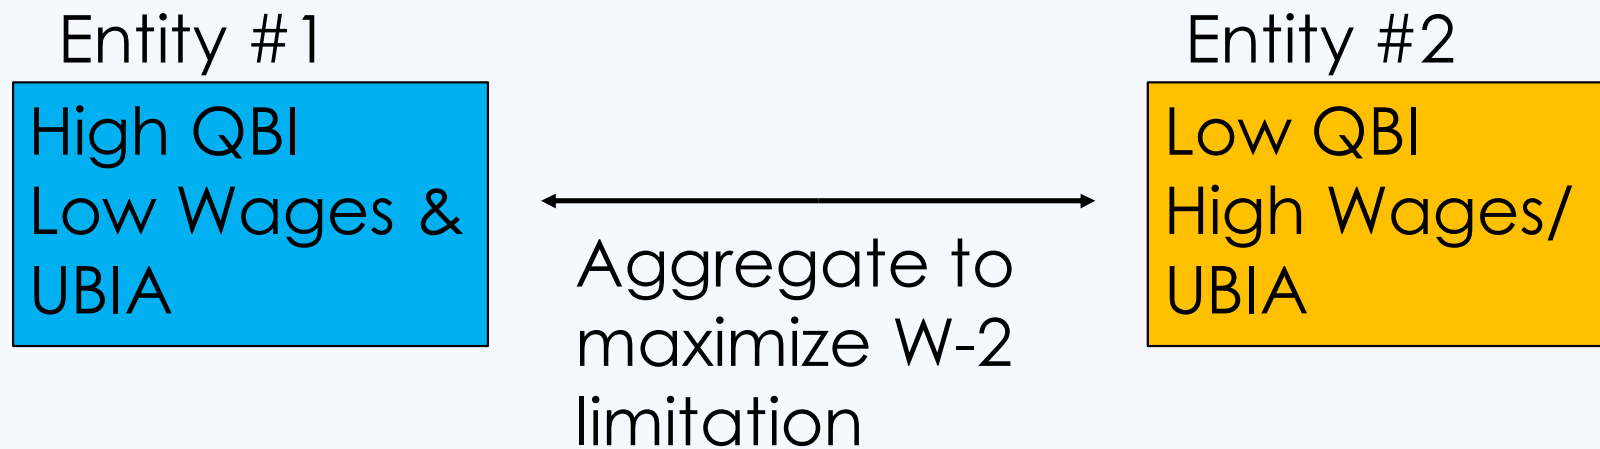 Entity #1
High QBI
Low Wages &
UBIA
Aggregate to
maximize W-2
limitation
Entity #2
Low QBI
High Wages/
UBIA